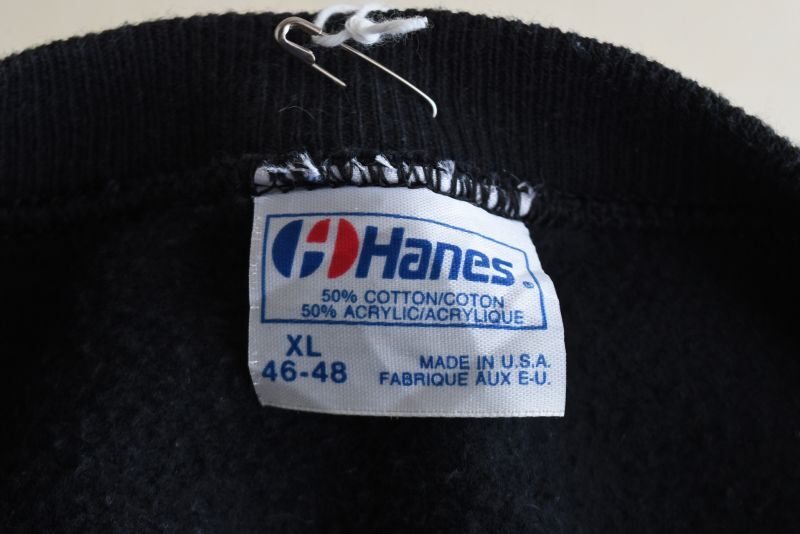 Hanes
50% COTTON/COTON
50% ACRYLIC/ACRYLIQUE
XL
46-48
MADE IN U.S.A.
FABRIQUE AUX E-U.